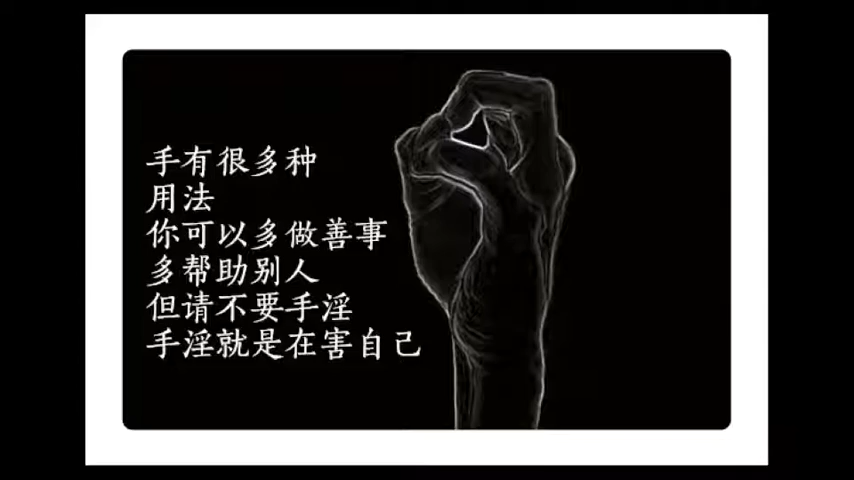 手有很多种
用法
你可以多做善事
多帮助别人
但请不要手淫
手淫就是在害自己